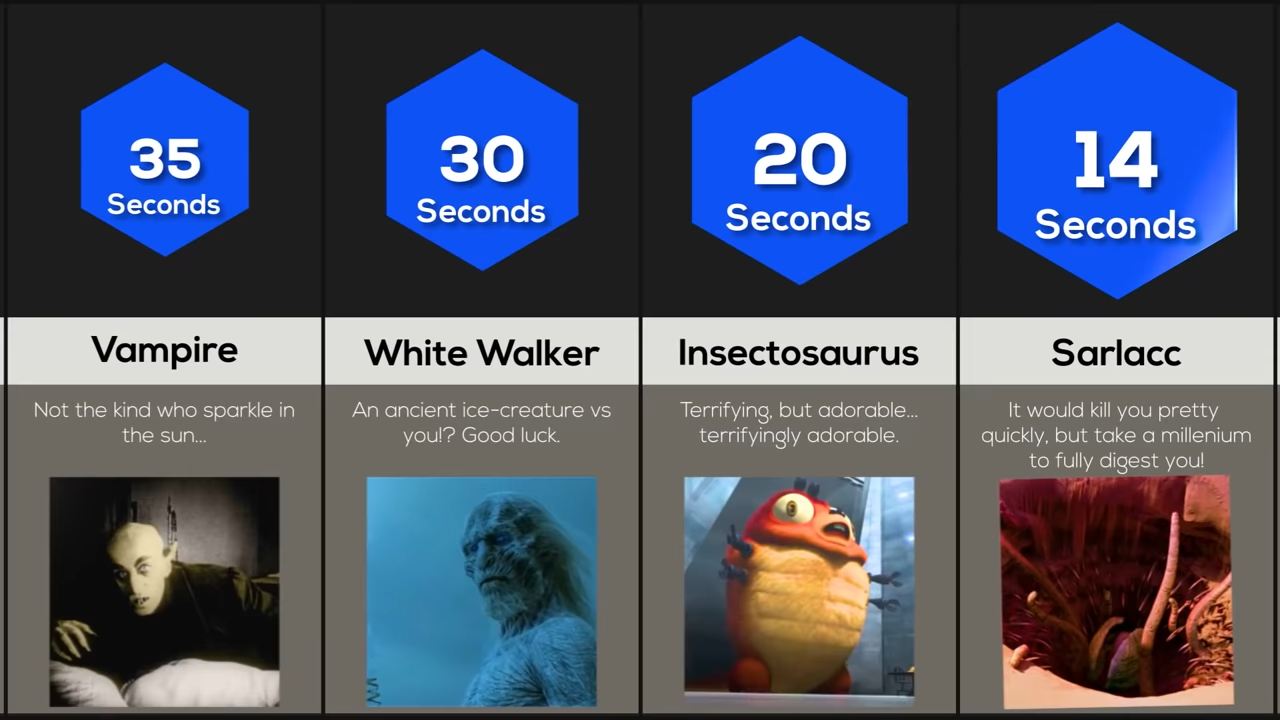 35
Seconds
Vampire
Not the kind who sparkle in
the sun...
30
Seconds
White Walker
An ancient ice-creature vs
you!? Good luck.
20
Seconds
Insectosaurus
Terrifying, but adorable...
terrifyingly adorable.
14
Seconds
Sarlacc
It would kill you pretty
quickly, but take a millenium
to fully digest you!